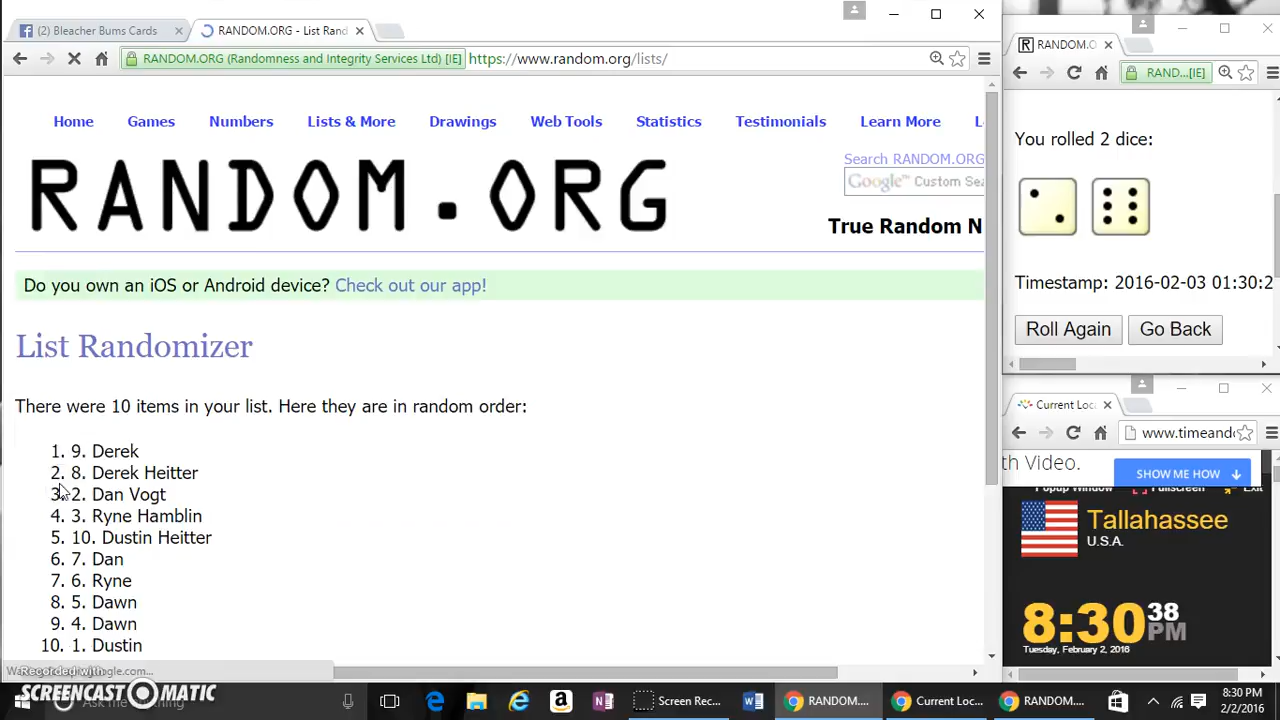 (2) Bleacher Bums Cards
RANDOM.ORG - List Rand
RANDOM.ORG (Randomness and Integrity Services Ltd) [IE] https://www.random.org/lists/
Home Games Numbers Lists & More Drawings Web Tools Statistics Testimonials Learn More L
RANDOM.ORG
Search RANDOM.ORG
Google™ Custom Sea
True Random N
Do you own an iOS or Android device? Check out our app!
List Randomizer
There were 10 items in your list. Here they are in random order:
1. 9. Derek
2. 8. Derek Heitter
3. 2. Dan Vogt
4. 3. Ryne Hamblin
5. 10. Dustin Heitter
6. 7. Dan
7. 6. Ryne
8. 5. Dawn
9. 4. Dawn
10. 1. Dustin
Recorded with
SCREENCAST-O-MATIC
RANDOM.O
RAND...[IE]
You rolled 2 dice:
Timestamp: 2016-02-03 01:30:2
Roll Again Go Back
Current Loc
www.timeand
th Video.
SHOW ME HOW
Popup Window Fullscreen Exit
Tallahassee
U.S.A.
8:30 38 PM
Tuesday, February 2, 2016
Screen Rec...
RANDOM....
Current Loc...
RANDOM....
8:30 PM
2/2/2016